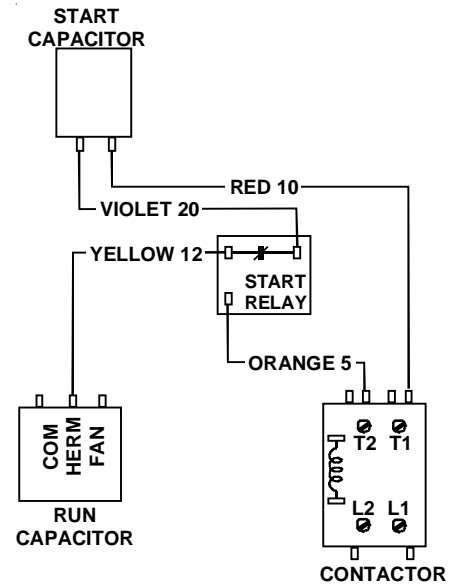 START
CAPACITOR
RED 10
VIOLET 20
YELLOW 12
START
RELAY
ORANGE 5
COM
HERM
FAN
T2 T1
L2 L1
RUN
CAPACITOR
CONTACTOR